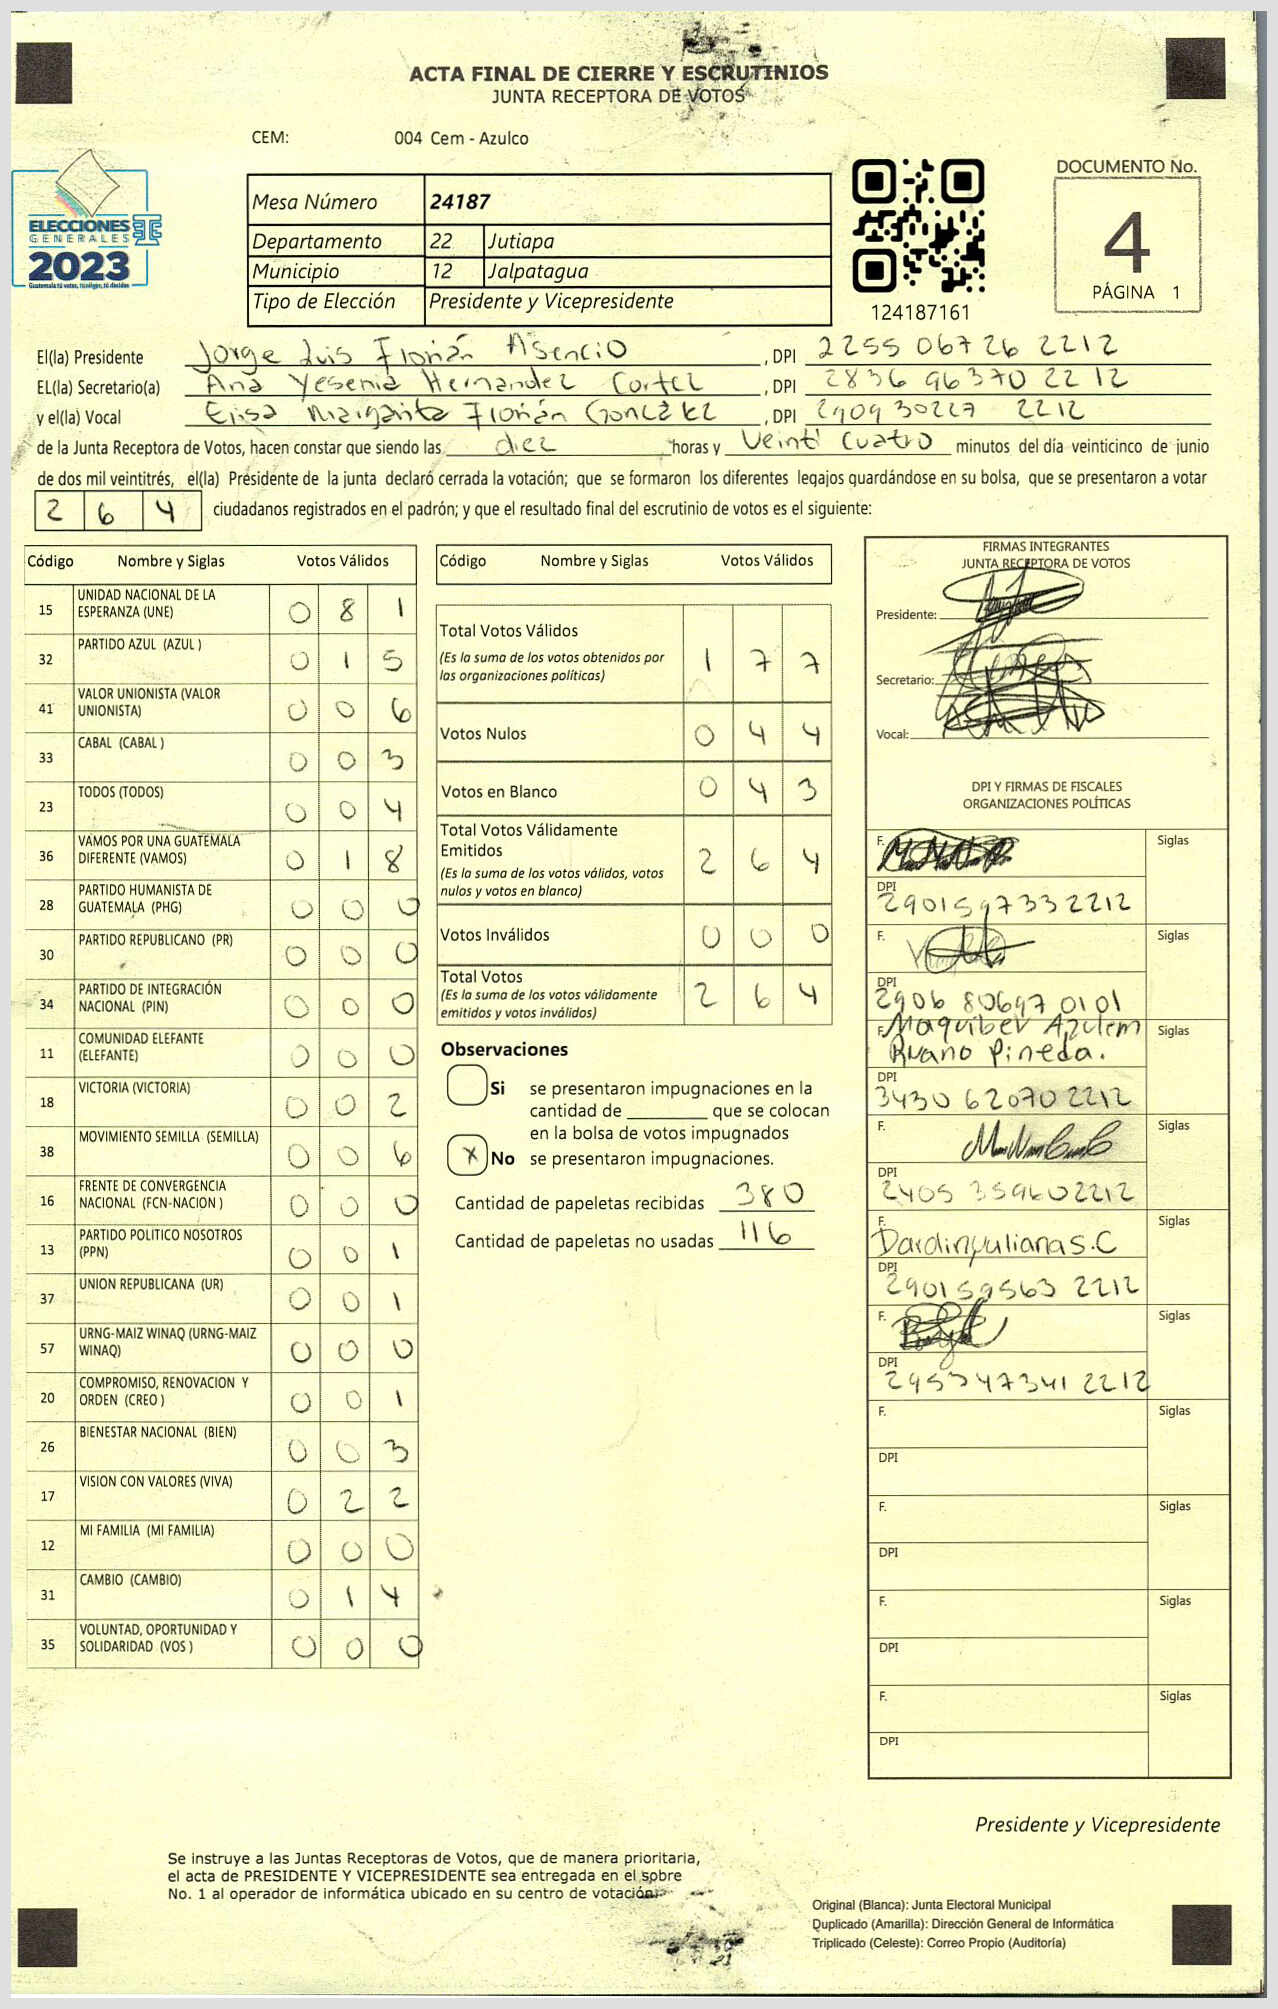 ACTA FINAL DE CIERRE Y ESCRUTINIOS
JUNTA RECEPTORA DE VOTOS
CEM: 004 Cem - Azulco
ELECCIONES
GENERALES
2023
Guatemala tú votas, tú eliges, tú decides
Mesa Número 24187
Departamento 22 Jutiapa
Municipio 12 Jalpatagua
Tipo de Elección Presidente y Vicepresidente
124187161
DOCUMENTO No.
4
PÁGINA 1
El(la) Presidente Jorge Luis Florián Asencio , DPI 2255 06726 2212
EL(la) Secretario(a) Ana Yesenia Hernandez Cortez , DPI 2836 96370 2212
y el(la) Vocal Elisa Margarita Florián González , DPI 2909 30227 2212
de la Junta Receptora de Votos, hacen constar que siendo las diez horas y Veinti cuatro minutos del día veinticinco de junio
de dos mil veintitrés, el(la) Presidente de la junta declaró cerrada la votación; que se formaron los diferentes legajos guardándose en su bolsa, que se presentaron a votar
2 6 4 ciudadanos registrados en el padrón; y que el resultado final del escrutinio de votos es el siguiente:
Código Nombre y Siglas Votos Válidos
15 UNIDAD NACIONAL DE LA ESPERANZA (UNE) 0 8 1
32 PARTIDO AZUL (AZUL ) 0 1 5
41 VALOR UNIONISTA (VALOR UNIONISTA) 0 0 6
33 CABAL (CABAL ) 0 0 3
23 TODOS (TODOS) 0 0 4
36 VAMOS POR UNA GUATEMALA DIFERENTE (VAMOS) 0 1 8
28 PARTIDO HUMANISTA DE GUATEMALA (PHG) 0 0 0
30 PARTIDO REPUBLICANO (PR) 0 0 0
34 PARTIDO DE INTEGRACIÓN NACIONAL (PIN) 0 0 0
11 COMUNIDAD ELEFANTE (ELEFANTE) 0 0 0
18 VICTORIA (VICTORIA) 0 0 2
38 MOVIMIENTO SEMILLA (SEMILLA) 0 0 6
16 FRENTE DE CONVERGENCIA NACIONAL (FCN-NACION ) 0 0 0
13 PARTIDO POLITICO NOSOTROS (PPN) 0 0 1
37 UNION REPUBLICANA (UR) 0 0 1
57 URNG-MAIZ WINAQ (URNG-MAIZ WINAQ) 0 0 0
20 COMPROMISO, RENOVACION Y ORDEN (CREO ) 0 0 1
26 BIENESTAR NACIONAL (BIEN) 0 0 3
17 VISION CON VALORES (VIVA) 0 2 2
12 MI FAMILIA (MI FAMILIA) 0 0 0
31 CAMBIO (CAMBIO) 0 1 4
35 VOLUNTAD, OPORTUNIDAD Y SOLIDARIDAD (VOS ) 0 0 0
Código Nombre y Siglas Votos Válidos
Total Votos Válidos 1 7 7
(Es la suma de los votos obtenidos por
las organizaciones políticas)
Votos Nulos 0 4 4
Votos en Blanco 0 4 3
Total Votos Válidamente
Emitidos 2 6 4
(Es la suma de los votos válidos, votos
nulos y votos en blanco)
Votos Inválidos 0 0 0
Total Votos 2 6 4
(Es la suma de los votos válidamente
emitidos y votos inválidos)
Observaciones
Si se presentaron impugnaciones en la
cantidad de ________ que se colocan
en la bolsa de votos impugnados
X No se presentaron impugnaciones.
Cantidad de papeletas recibidas 380
Cantidad de papeletas no usadas 116
FIRMAS INTEGRANTES
JUNTA RECEPTORA DE VOTOS
Presidente:
Secretario:
Vocal:
DPI Y FIRMAS DE FISCALES
ORGANIZACIONES POLÍTICAS
F. Siglas
DPI
2901597332212
F. Siglas
DPI
2906 80697 0101
F. Maquiber Azulem Siglas
Ruano Pineda.
DPI
3430 62070 2212
F. Siglas
DPI
2405 35960 2212
F. Siglas
DardinyulianaS.C
DPI
290159563 2212
F. Siglas
DPI
2953 47341 2212
F. Siglas
DPI
F. Siglas
DPI
F. Siglas
DPI
F. Siglas
DPI
Presidente y Vicepresidente
Se instruye a las Juntas Receptoras de Votos, que de manera prioritaria,
el acta de PRESIDENTE Y VICEPRESIDENTE sea entregada en el sobre
No. 1 al operador de informática ubicado en su centro de votación.
Original (Blanca): Junta Electoral Municipal
Duplicado (Amarilla): Dirección General de Informática
Triplicado (Celeste): Correo Propio (Auditoría)